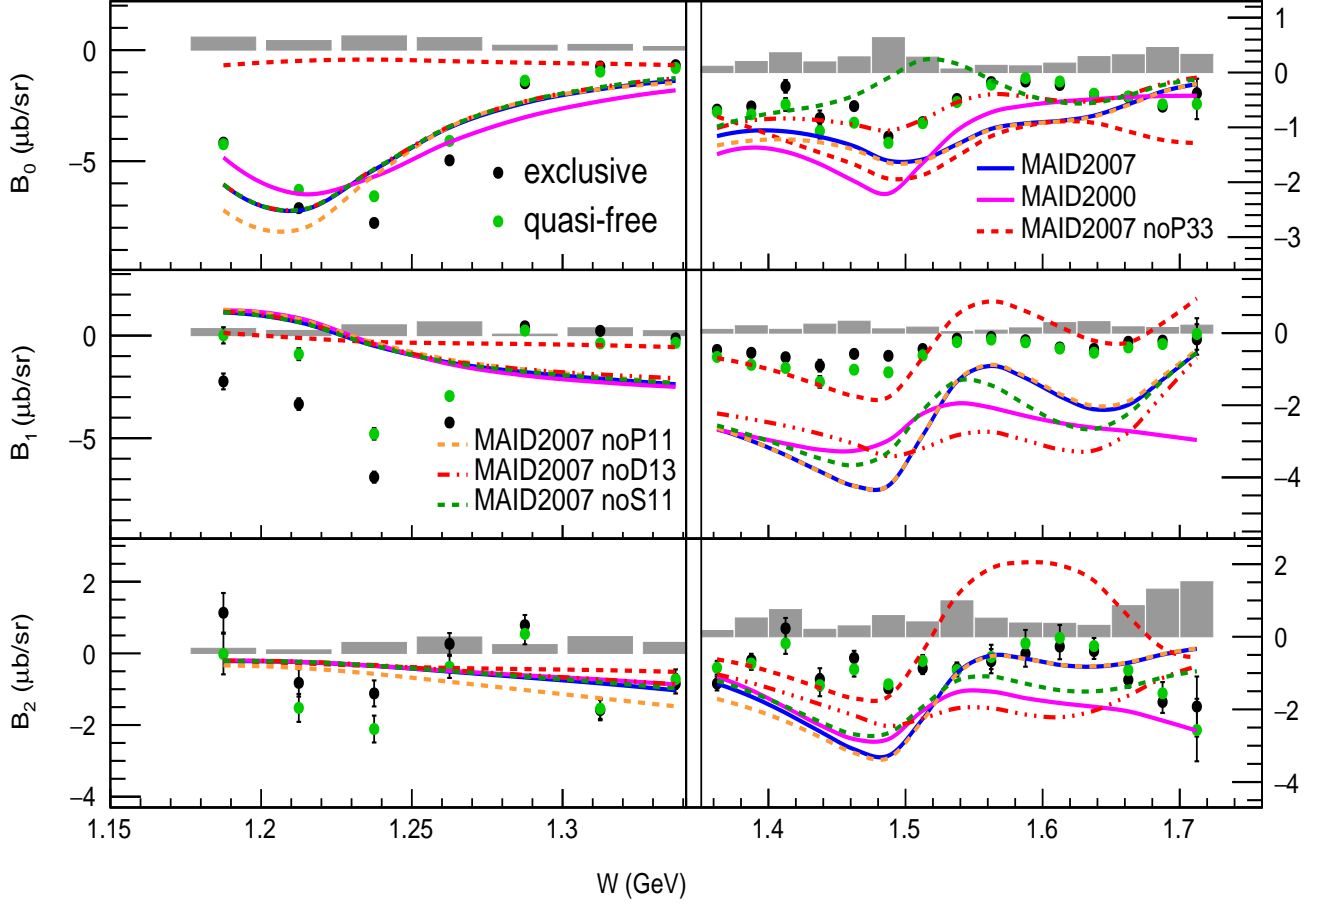 B0 (μb/sr)
0
−5
exclusive
quasi-free
1
0
−1
−2
−3
MAID2007
MAID2000
MAID2007 noP33
B1 (μb/sr)
0
−5
MAID2007 noP11
MAID2007 noD13
MAID2007 noS11
0
−2
−4
B2 (μb/sr)
2
0
−2
−4
2
0
−2
−4
1.15 1.2 1.25 1.3 1.4 1.5 1.6 1.7
W (GeV)